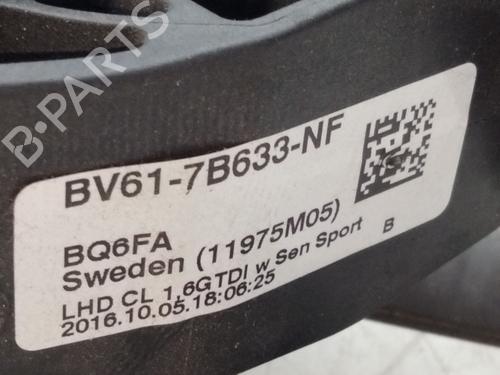 B-PARTS
BV61-7B633-NF
BQ6FA
Sweden (11975M05)
LHD CL 1,6GTDI w Sen Sport B
2016.10.05.18:06:25